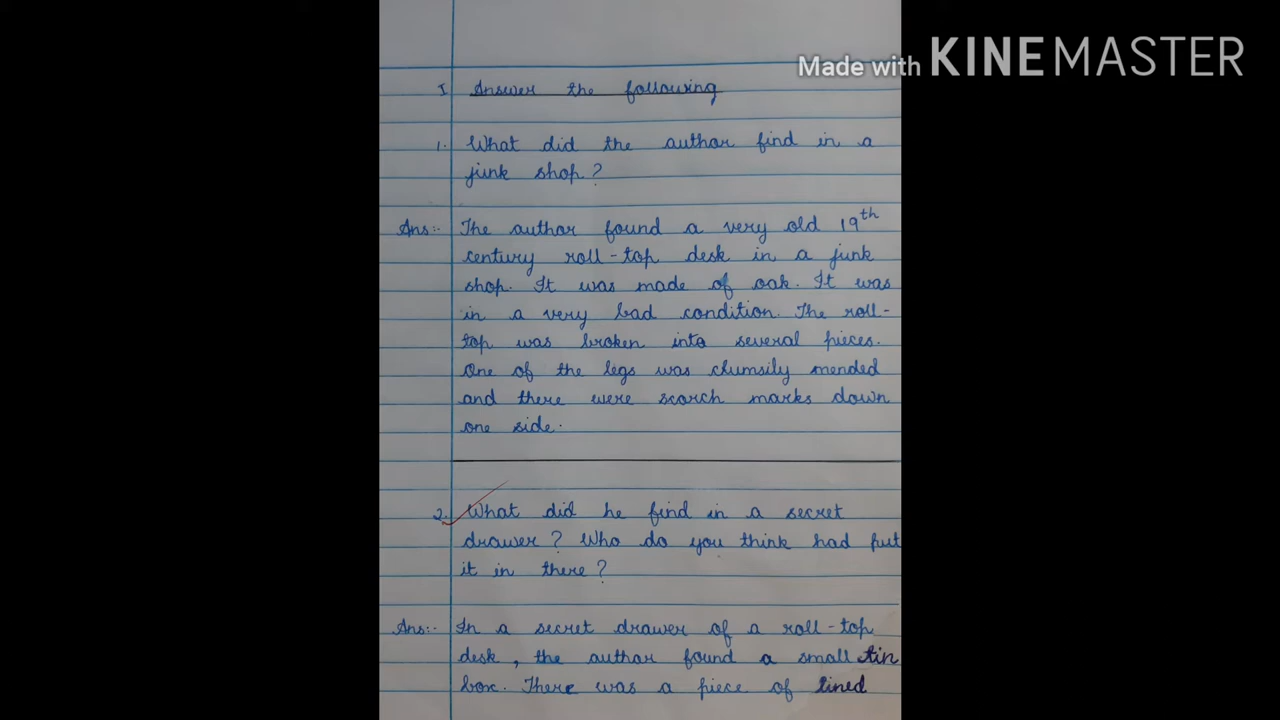 Made with KINEMASTER
I Answer the following
1. What did the author find in a
junk shop?
Ans:- The author found a very old 19th
century roll-top desk in a junk
shop. It was made of oak. It was
in a very bad condition. The roll-
top was broken into several pieces.
One of the legs was clumsily mended
and there were scorch marks down
one side.
2. What did he find in a secret
drawer? Who do you think had put
it in there?
Ans:- In a secret drawer of a roll-top
desk, the author found a small tin
box. There was a piece of lined